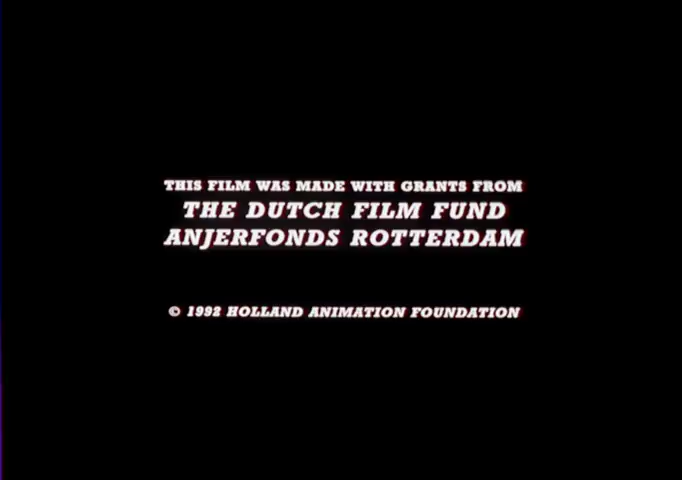 THIS FILM WAS MADE WITH GRANTS FROM
THE DUTCH FILM FUND
ANJERFONDS ROTTERDAM
© 1992 HOLLAND ANIMATION FOUNDATION